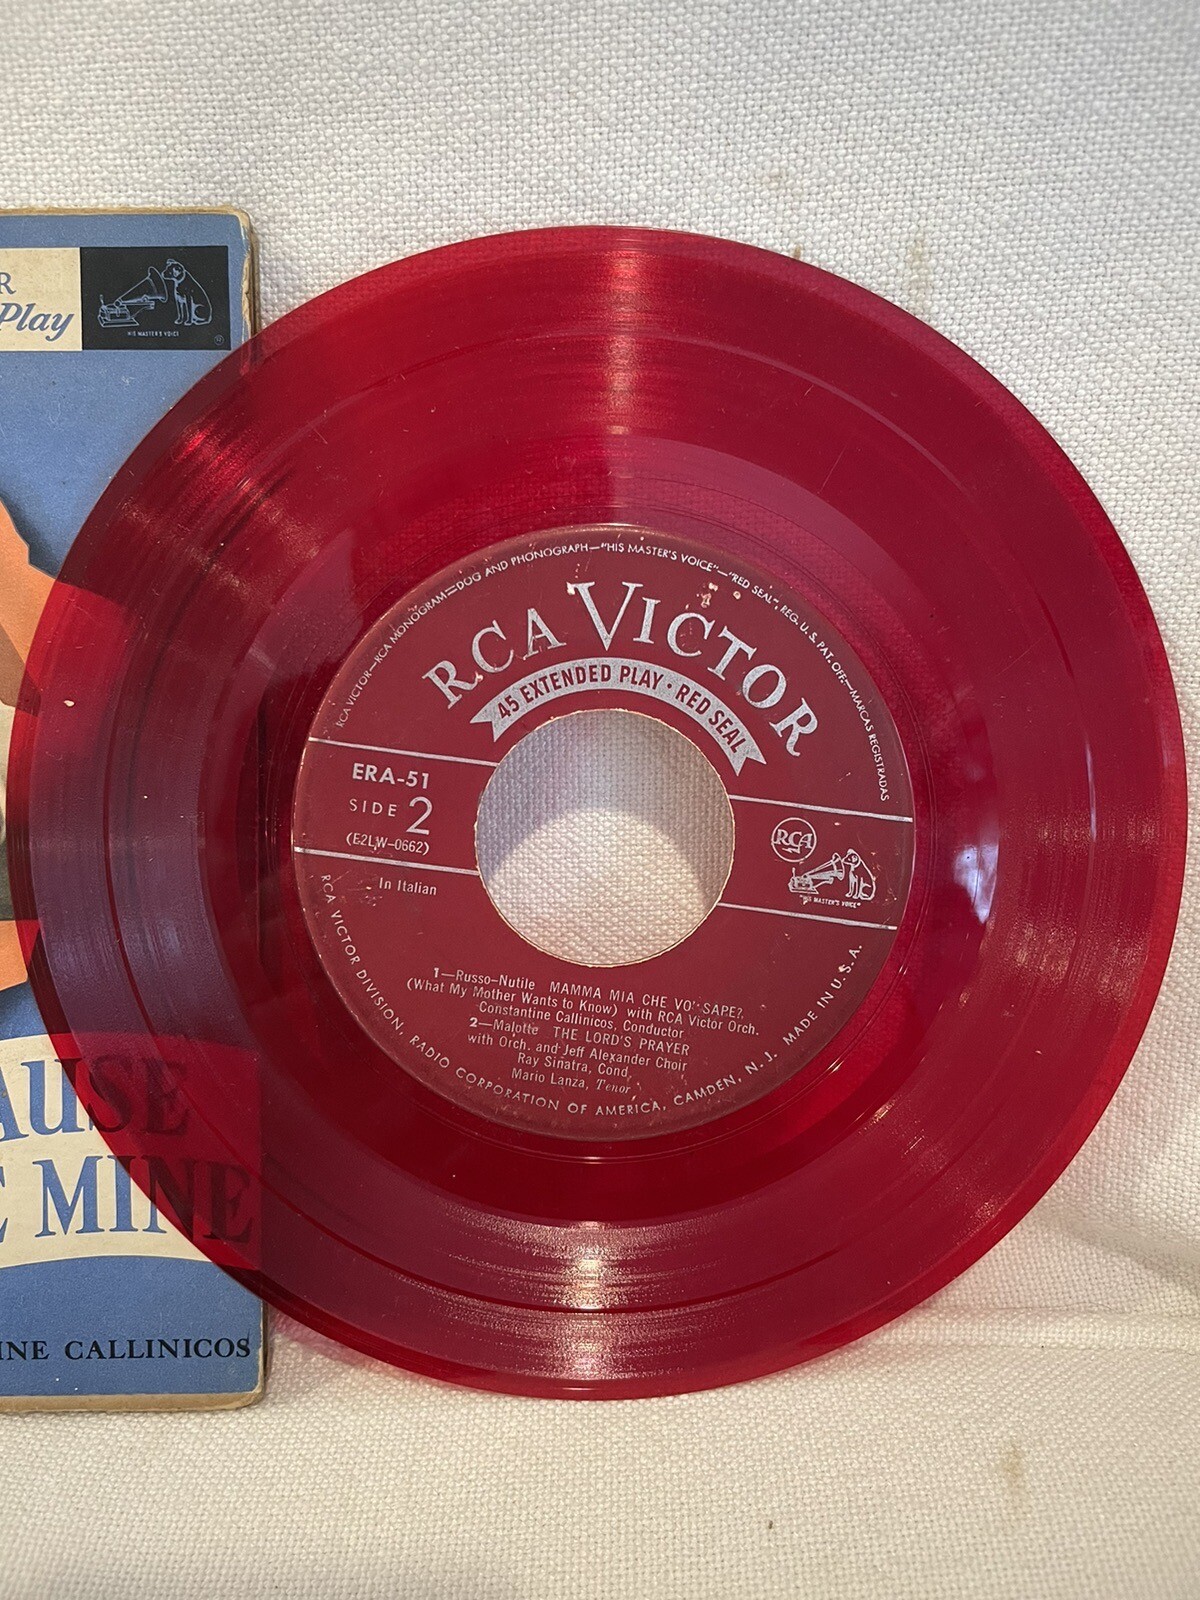 R
Play
HIS MASTER'S VOICE
AUSE
E MINE
INE CALLINICOS
RCA VICTOR—RCA MONOGRAM—DOG AND PHONOGRAPH—"HIS MASTER'S VOICE"—"RED SEAL", REG. U. S. PAT. OFF.—MARCAS REGISTRADAS
RCA VICTOR
45 EXTENDED PLAY • RED SEAL
ERA-51
SIDE 2
(E2LW-0662)
RCA
"HIS MASTER'S VOICE"
In Italian
1—Russo-Nutile MAMMA MIA CHE VO' SAPE?
(What My Mother Wants to Know) with RCA Victor Orch.
Constantine Callinicos, Conductor
2—Malotte THE LORD'S PRAYER
with Orch. and Jeff Alexander Choir
Ray Sinatra, Cond.
Mario Lanza, Tenor
RCA VICTOR DIVISION, RADIO CORPORATION OF AMERICA, CAMDEN, N. J. MADE IN U. S. A.